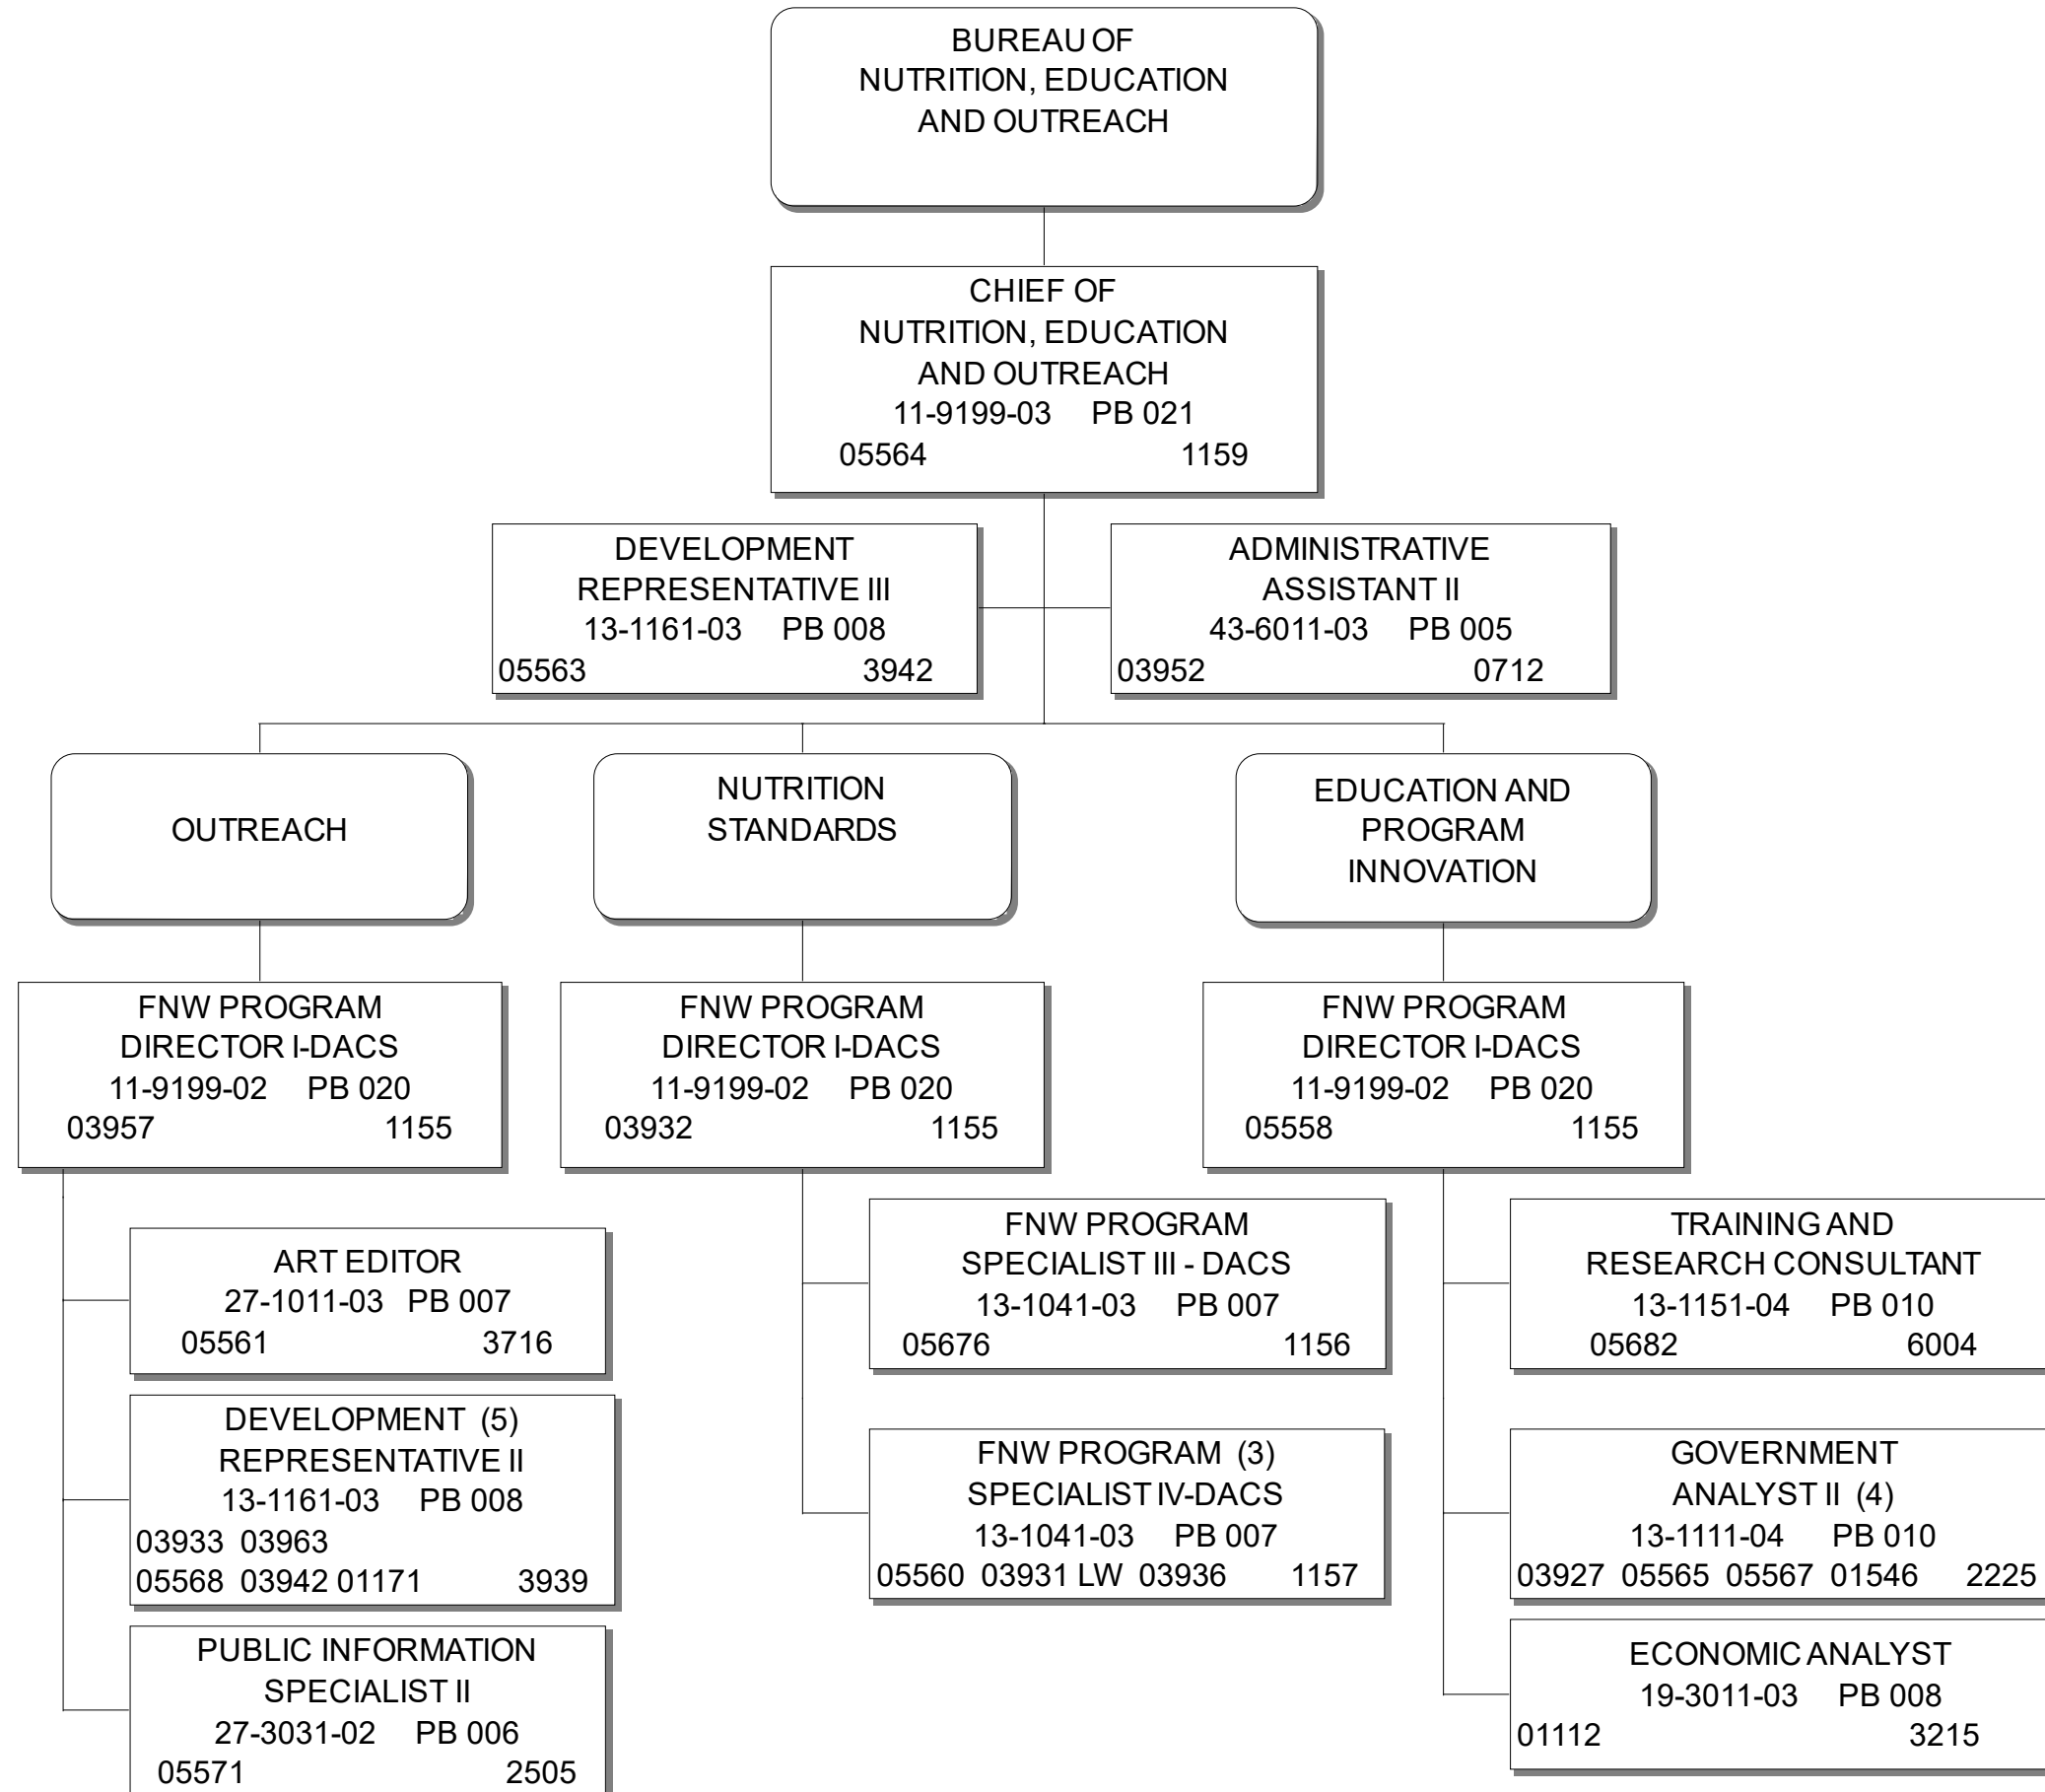 BUREAU OF
NUTRITION, EDUCATION
AND OUTREACH
CHIEF OF
NUTRITION, EDUCATION
AND OUTREACH
11-9199-03 PB 021
05564 1159
DEVELOPMENT
REPRESENTATIVE III
13-1161-03 PB 008
05563 3942
ADMINISTRATIVE
ASSISTANT II
43-6011-03 PB 005
03952 0712
OUTREACH
NUTRITION
STANDARDS
EDUCATION AND
PROGRAM
INNOVATION
FNW PROGRAM
DIRECTOR I-DACS
11-9199-02 PB 020
03957 1155
FNW PROGRAM
DIRECTOR I-DACS
11-9199-02 PB 020
03932 1155
FNW PROGRAM
DIRECTOR I-DACS
11-9199-02 PB 020
05558 1155
ART EDITOR
27-1011-03 PB 007
05561 3716
DEVELOPMENT (5)
REPRESENTATIVE II
13-1161-03 PB 008
03933 03963
05568 03942 01171 3939
PUBLIC INFORMATION
SPECIALIST II
27-3031-02 PB 006
05571 2505
FNW PROGRAM
SPECIALIST III - DACS
13-1041-03 PB 007
05676 1156
FNW PROGRAM (3)
SPECIALIST IV-DACS
13-1041-03 PB 007
05560 03931 LW 03936 1157
TRAINING AND
RESEARCH CONSULTANT
13-1151-04 PB 010
05682 6004
GOVERNMENT
ANALYST II (4)
13-1111-04 PB 010
03927 05565 05567 01546 2225
ECONOMIC ANALYST
19-3011-03 PB 008
01112 3215